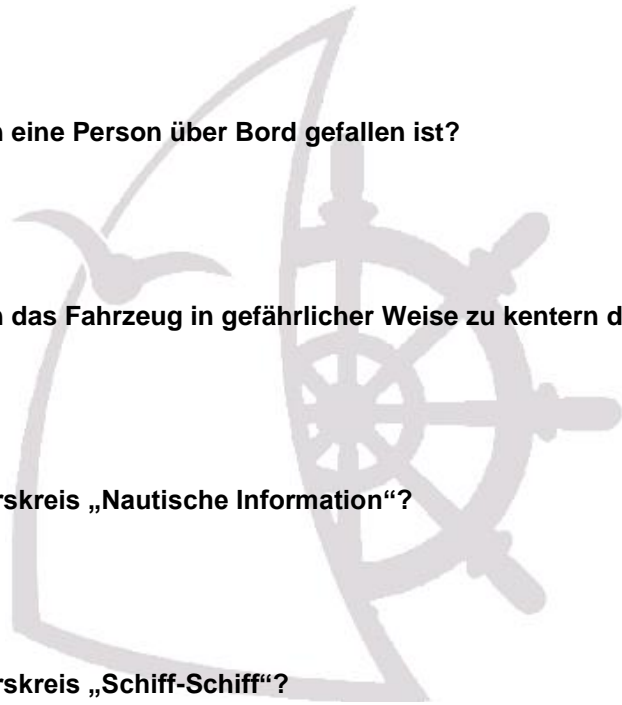 n eine Person über Bord gefallen ist?
n das Fahrzeug in gefährlicher Weise zu kentern d
rskreis „Nautische Information“?
rskreis „Schiff-Schiff“?